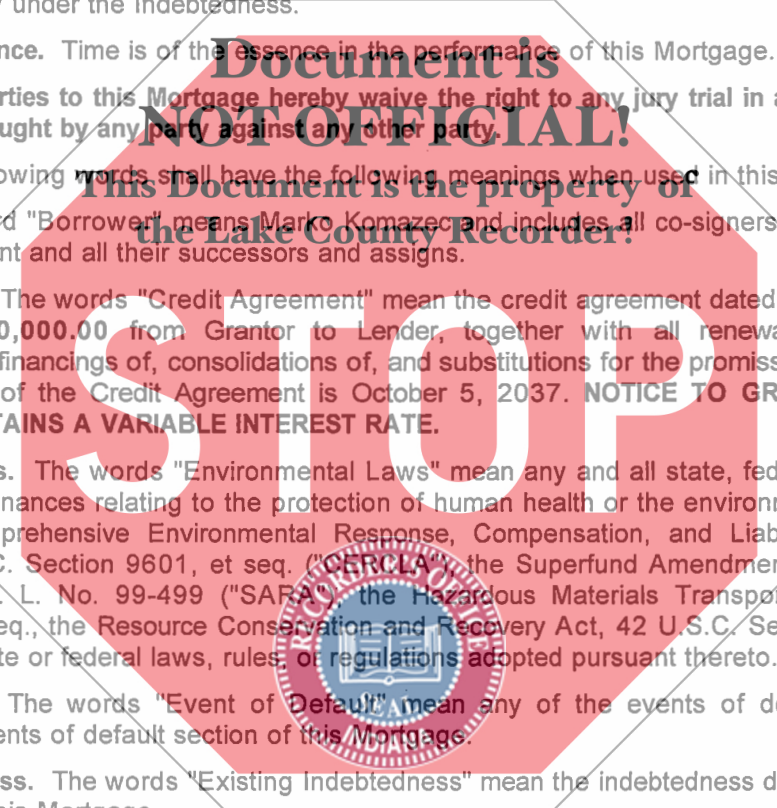 under the Indebtedness.
nce. Time is of the essence in the performance of this Mortgage.
Document is
rties to this Mortgage hereby waive the right to any jury trial in a
ught by any party against any other party.
NOT OFFICIAL!
owing words shall have the following meanings when used in this
This Document is the property of
d "Borrower" means Marko Komazec and includes all co-signers
the Lake County Recorder!
nt and all their successors and assigns.
The words "Credit Agreement" mean the credit agreement dated
0,000.00 from Grantor to Lender, together with all renewa
financings of, consolidations of, and substitutions for the promiss
of the Credit Agreement is October 5, 2037. NOTICE TO GR
TAINS A VARIABLE INTEREST RATE.
STOP
s. The words "Environmental Laws" mean any and all state, fed
nances relating to the protection of human health or the environm
prehensive Environmental Response, Compensation, and Liab
C. Section 9601, et seq. ("CERCLA"), the Superfund Amendmen
. L. No. 99-499 ("SARA"), the Hazardous Materials Transpor
eq., the Resource Conservation and Recovery Act, 42 U.S.C. Se
te or federal laws, rules, or regulations adopted pursuant thereto.
RECORDER'S OFFICE
SEAL
INDIANA
The words "Event of Default" mean any of the events of de
ents of default section of this Mortgage.
ss. The words "Existing Indebtedness" mean the indebtedness d
his Mortgage